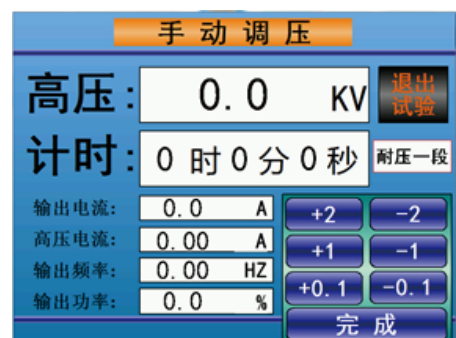 手动调压
高压: 0.0 KV 退出试验
计时: 0时0分0秒 耐压一段
输出电流: 0.0 A
高压电流: 0.00 A
输出频率: 0.00 HZ
输出功率: 0.0 %
+2 -2
+1 -1
+0.1 -0.1
完成